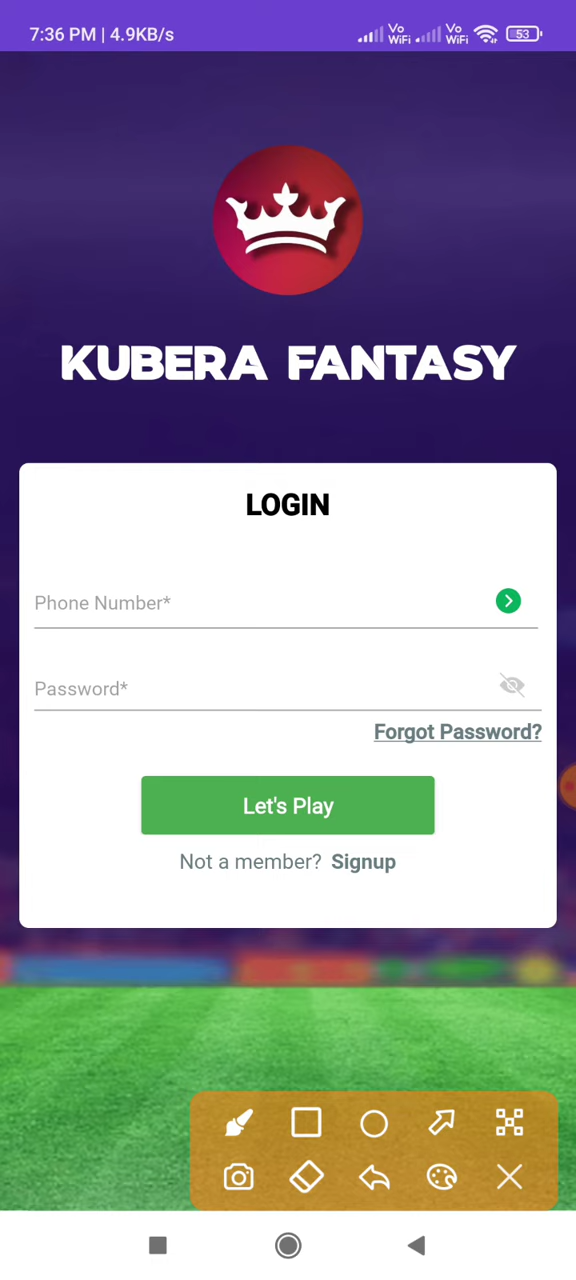 7:36 PM | 4.9KB/s Vo WiFi Vo WiFi 53
KUBERA FANTASY
LOGIN
Phone Number*
Password*
Forgot Password?
Let's Play
Not a member? Signup